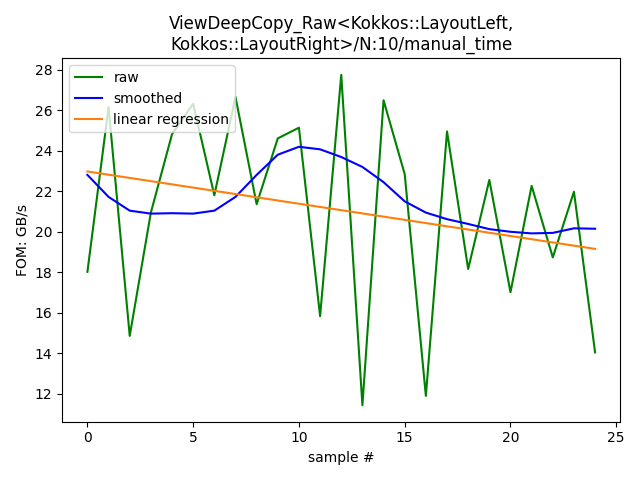 ViewDeepCopy_Raw<Kokkos::LayoutLeft,
Kokkos::LayoutRight>/N:10/manual_time
raw
smoothed
linear regression
FOM: GB/s
28
26
24
22
20
18
16
14
12
0
5
10
15
20
25
sample #